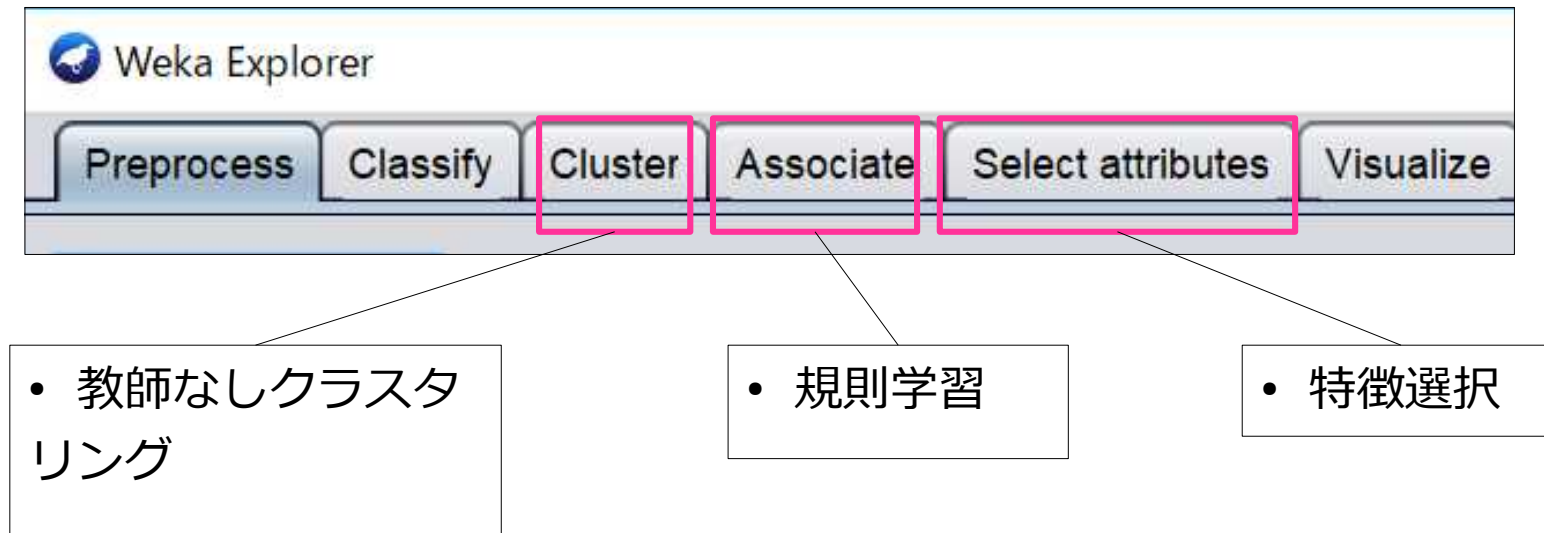 Weka Explorer
Preprocess Classify Cluster Associate Select attributes Visualize
• 教師なしクラスタ
リング
• 規則学習
• 特徴選択